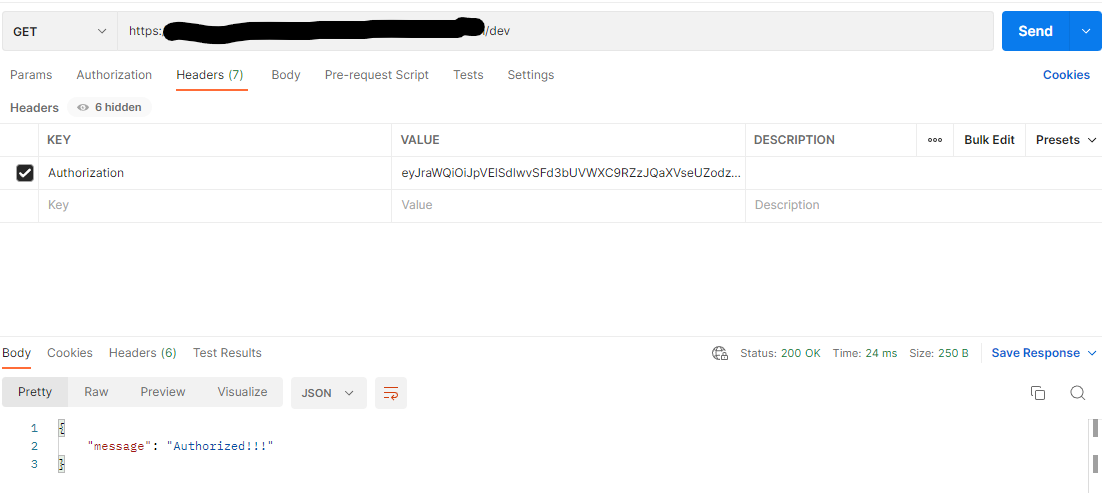 GET https: /dev Send
Params Authorization Headers (7) Body Pre-request Script Tests Settings Cookies
Headers 6 hidden
KEY VALUE DESCRIPTION ooo Bulk Edit Presets
Authorization eyJraWQiOiJpVElSdlwvSFd3bUVWXC9RZzJQaXVseUZodz...
Key Value Description
Body Cookies Headers (6) Test Results Status: 200 OK Time: 24 ms Size: 250 B Save Response
Pretty Raw Preview Visualize JSON
1 {
2 "message": "Authorized!!!"
3 }